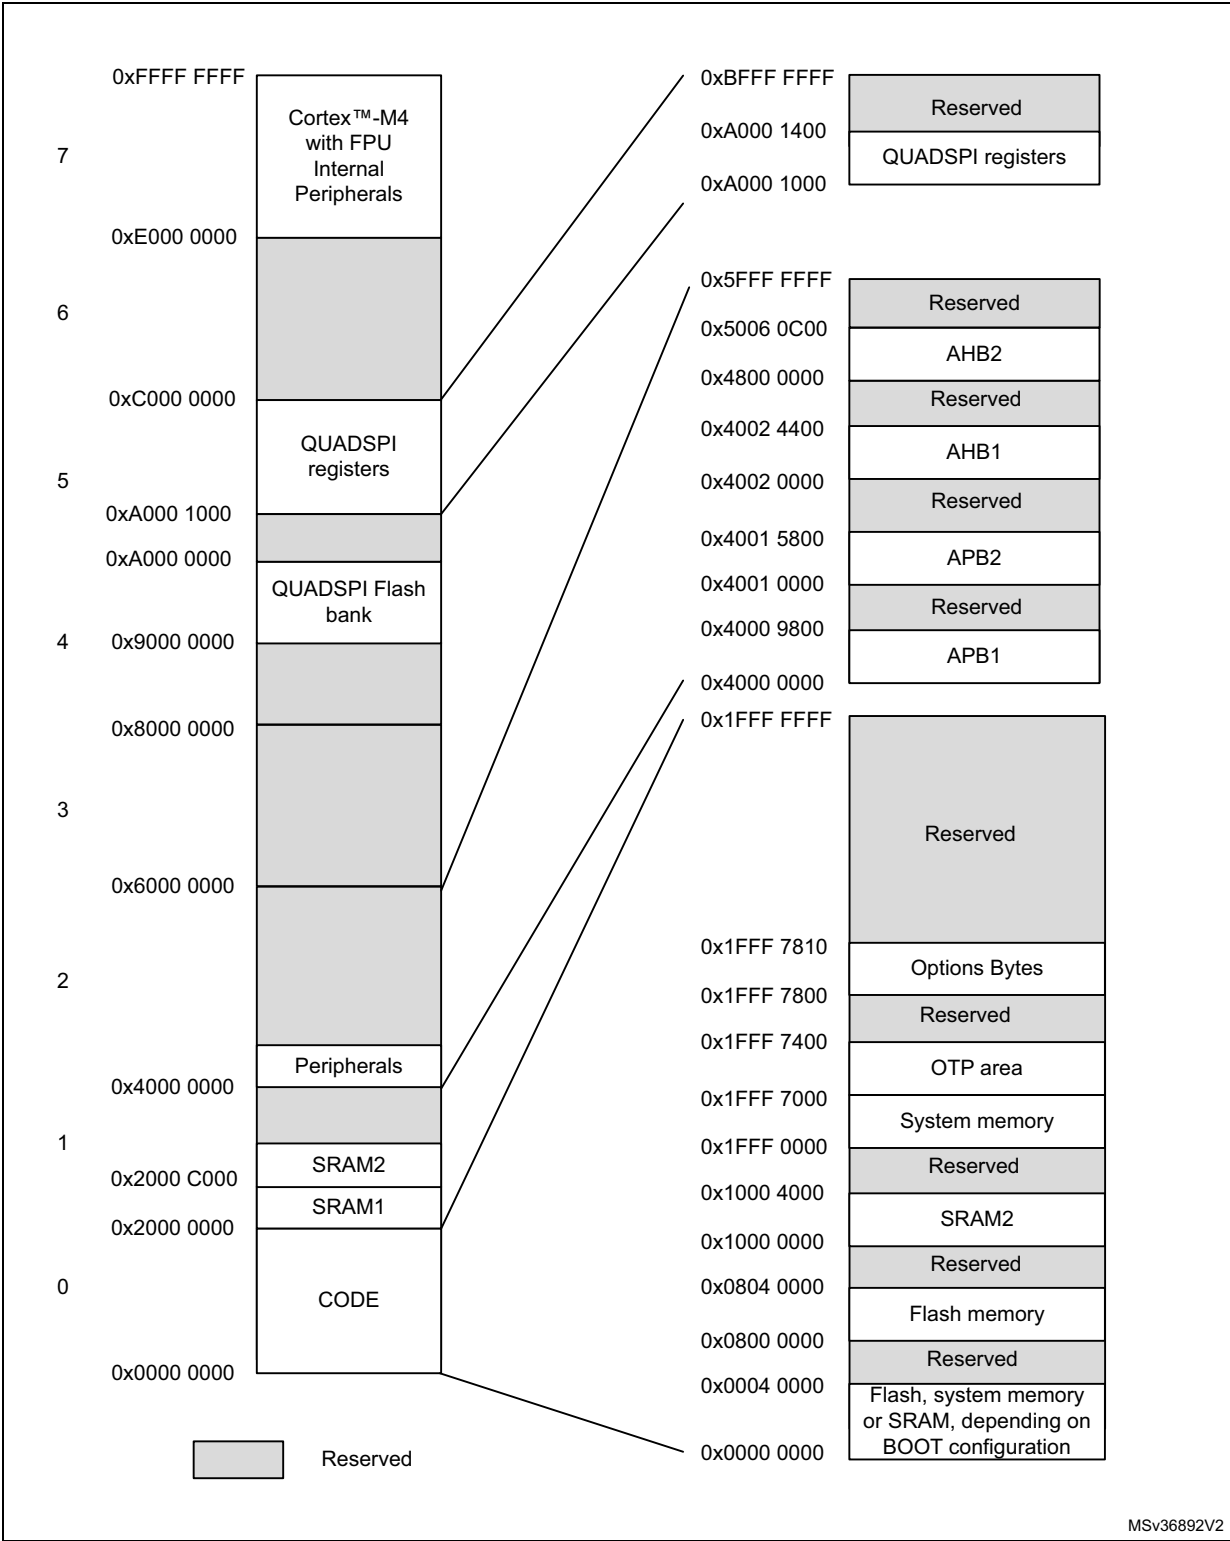 0xFFFF FFFF
Cortex™-M4
with FPU
Internal
Peripherals
7
0xE000 0000
6
0xC000 0000
QUADSPI
registers
5
0xA000 1000
0xA000 0000
QUADSPI Flash
bank
4
0x9000 0000
0x8000 0000
3
0x6000 0000
2
Peripherals
0x4000 0000
1
SRAM2
0x2000 C000
SRAM1
0x2000 0000
0
CODE
0x0000 0000
Reserved
0xBFFF FFFF
Reserved
0xA000 1400
QUADSPI registers
0xA000 1000
0x5FFF FFFF
Reserved
0x5006 0C00
AHB2
0x4800 0000
Reserved
0x4002 4400
AHB1
0x4002 0000
Reserved
0x4001 5800
APB2
0x4001 0000
Reserved
0x4000 9800
APB1
0x4000 0000
0x1FFF FFFF
Reserved
0x1FFF 7810
Options Bytes
0x1FFF 7800
Reserved
0x1FFF 7400
OTP area
0x1FFF 7000
System memory
0x1FFF 0000
Reserved
0x1000 4000
SRAM2
0x1000 0000
Reserved
0x0804 0000
Flash memory
0x0800 0000
Reserved
0x0004 0000
Flash, system memory
or SRAM, depending on
BOOT configuration
0x0000 0000
MSv36892V2